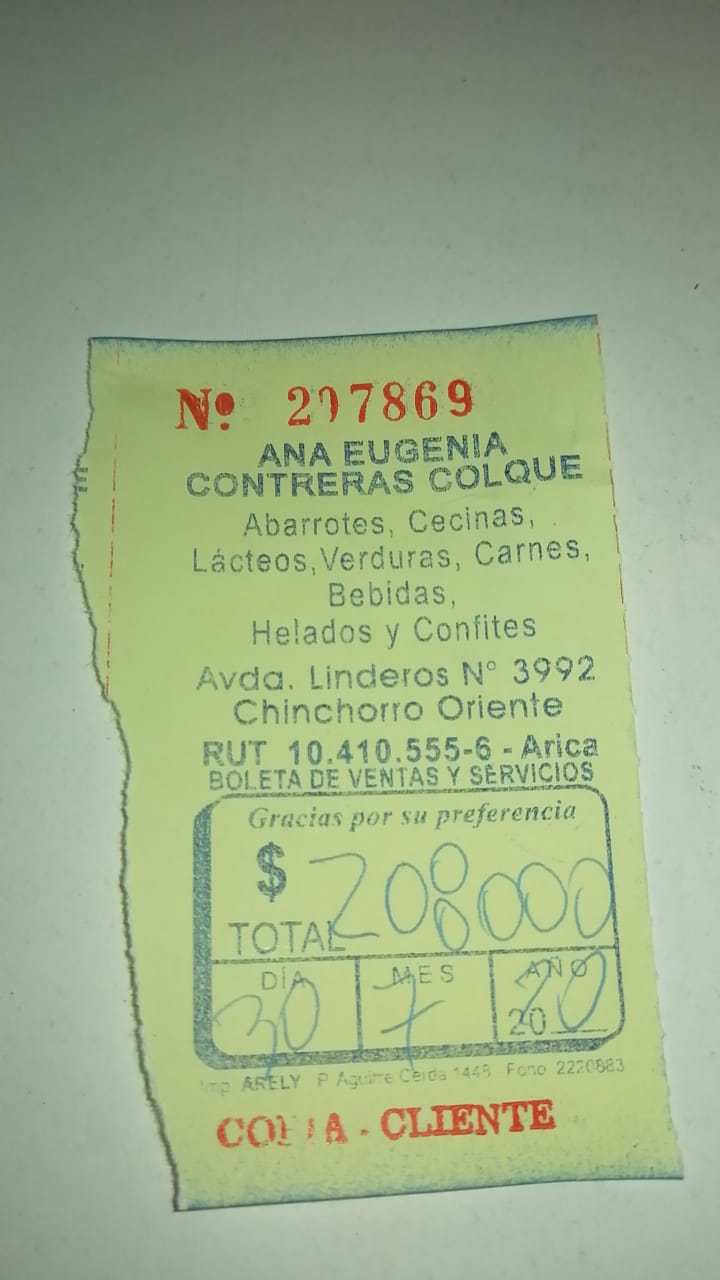 Nº 207869
ANA EUGENIA
CONTRERAS COLQUE
Abarrotes, Cecinas,
Lácteos, Verduras, Carnes,
Bebidas,
Helados y Confites
Avda. Linderos N° 3992
Chinchorro Oriente
RUT 10.410.555-6 - Arica
BOLETA DE VENTAS Y SERVICIOS
Gracias por su preferencia
$ 208000
TOTAL
DÍA MES AÑO
30 7 2020
Imp. ARELY P. Aguirre Cerda 1448 Fono 2220883
COPIA - CLIENTE